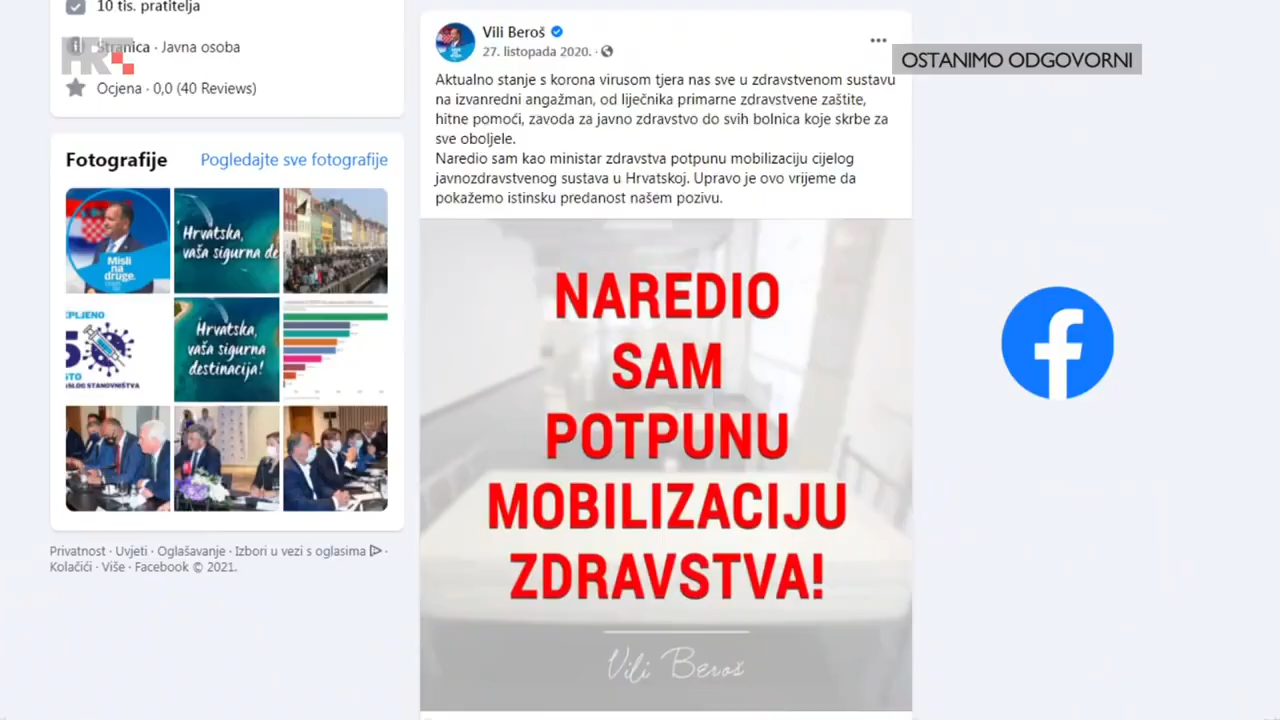 10 tis. pratitelja
HRT
Stranica · Javna osoba
Ocjena · 0,0 (40 Reviews)
Fotografije
Pogledajte sve fotografije
Misli
na
druge.
Hrvatska,
vaša sigurna de
Hrvatska,
vaša sigurna
destinacija!
Privatnost · Uvjeti · Oglašavanje · Izbori u vezi s oglasima ·
Kolačići · Više · Facebook © 2021.
Vili Beroš
27. listopada 2020. ·
Aktualno stanje s korona virusom tjera nas sve u zdravstvenom sustavu
na izvanredni angažman, od liječnika primarne zdravstvene zaštite,
hitne pomoći, zavoda za javno zdravstvo do svih bolnica koje skrbe za
sve oboljele.
Naredio sam kao ministar zdravstva potpunu mobilizaciju cijelog
javnozdravstvenog sustava u Hrvatskoj. Upravo je ovo vrijeme da
pokažemo istinsku predanost našem pozivu.
NAREDIO
SAM
POTPUNU
MOBILIZACIJU
ZDRAVSTVA!
Vili Beroš
OSTANIMO ODGOVORNI